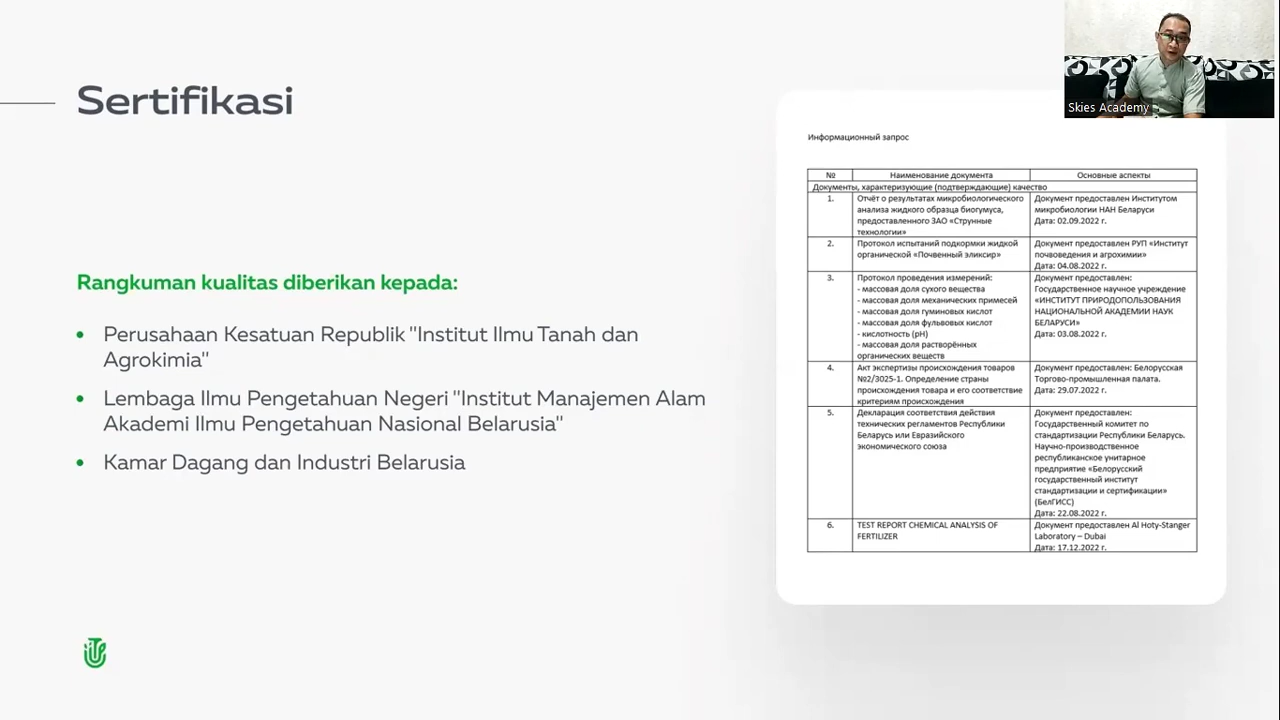 Sertifikasi
Rangkuman kualitas diberikan kepada:
Perusahaan Kesatuan Republik "Institut Ilmu Tanah dan
Agrokimia"
Lembaga Ilmu Pengetahuan Negeri "Institut Manajemen Alam
Akademi Ilmu Pengetahuan Nasional Belarusia"
Kamar Dagang dan Industri Belarusia
Skies Academy
Информационный запрос
№ Наименование документа Основные аспекты
Документы, характеризующие (подтверждающие) качество
1. Отчёт о результатах микробиологического Документ предоставлен Институтом
анализа жидкого образца биогумуса, микробиологии НАН Беларуси
предоставленного ЗАО «Струнные Дата: 02.09.2022 г.
технологии»
2. Протокол испытаний подкормки жидкой Документ предоставлен РУП «Институт
органической «Почвенный эликсир» почвоведения и агрохимии»
Дата: 04.08.2022 г.
3. Протокол проведения измерений: Документ предоставлен:
- массовая доля сухого вещества Государственное научное учреждение
- массовая доля механических примесей «ИНСТИТУТ ПРИРОДОПОЛЬЗОВАНИЯ
- массовая доля гуминовых кислот НАЦИОНАЛЬНОЙ АКАДЕМИИ НАУК
- массовая доля фульвовых кислот БЕЛАРУСИ»
- кислотность (pH) Дата: 03.08.2022 г.
- массовая доля растворённых
органических веществ
4. Акт экспертизы происхождения товаров Документ предоставлен: Белорусская
№2/3025-1. Определение страны Торгово-промышленная палата.
происхождения товара и его соответствие Дата: 29.07.2022 г.
критериям происхождения
5. Декларация соответствия действия Документ предоставлен:
технических регламентов Республики Государственный комитет по
Беларусь или Евразийского стандартизации Республики Беларусь.
экономического союза Научно-производственное
республиканское унитарное
предприятие «Белорусский
государственный институт
стандартизации и сертификации»
(БелГИСС)
Дата: 22.08.2022 г.
6. TEST REPORT CHEMICAL ANALYSIS OF Документ предоставлен Al Hoty-Stanger
FERTILIZER Laboratory – Dubai
Дата: 17.12.2022 г.